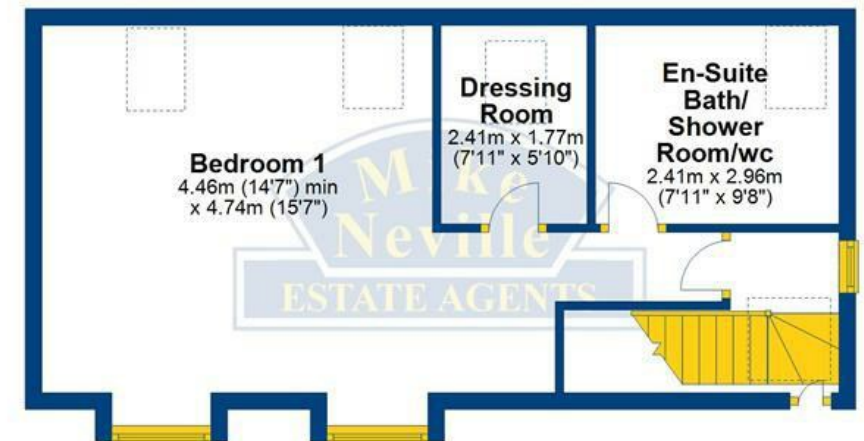 Bedroom 1
4.46m (14'7") min
x 4.74m (15'7")
Dressing
Room
2.41m x 1.77m
(7'11" x 5'10")
En-Suite
Bath/
Shower
Room/wc
2.41m x 2.96m
(7'11" x 9'8")
Mike
Neville
ESTATE AGENTS